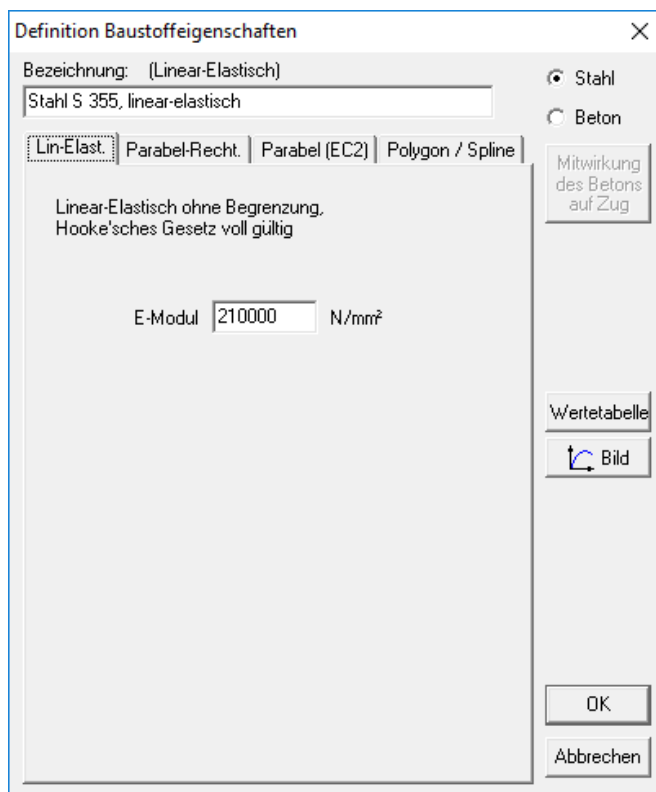 Definition Baustoffeigenschaften
Bezeichnung: (Linear-Elastisch)
Stahl S 355, linear-elastisch
Stahl
Beton
Lin-Elast. Parabel-Recht. Parabel (EC2) Polygon / Spline
Mitwirkung
des Betons
auf Zug
Linear-Elastisch ohne Begrenzung,
Hooke'sches Gesetz voll gültig
E-Modul 210000 N/mm²
Wertetabelle
Bild
OK
Abbrechen